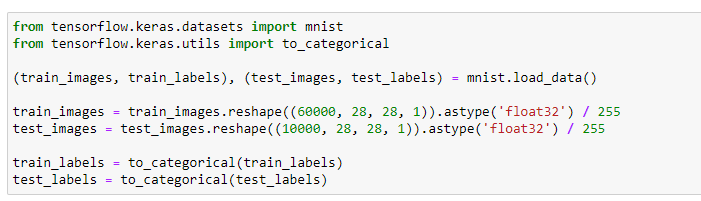 from tensorflow.keras.datasets import mnist
from tensorflow.keras.utils import to_categorical
(train_images, train_labels), (test_images, test_labels) = mnist.load_data()
train_images = train_images.reshape((60000, 28, 28, 1)).astype('float32') / 255
test_images = test_images.reshape((10000, 28, 28, 1)).astype('float32') / 255
train_labels = to_categorical(train_labels)
test_labels = to_categorical(test_labels)